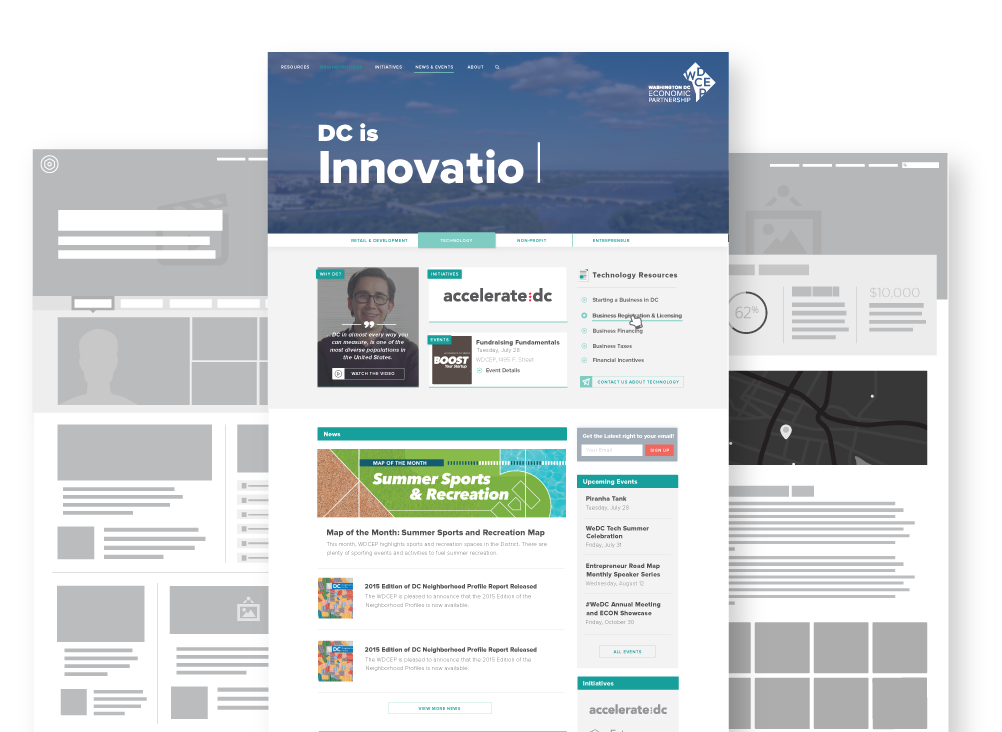 RESOURCES
INITIATIVES
NEWS & EVENTS
ABOUT
WDCEP
WASHINGTON DC
ECONOMIC
PARTNERSHIP
DC is
Innovatio
RETAIL & DEVELOPMENT
TECHNOLOGY
NON-PROFIT
ENTREPRENEUR
WHY DC?
DC in almost every way you
can measure, is one of the
most diverse populations in
the United States.
WATCH THE VIDEO
INITIATIVES
accelerate:dc
EVENTS
BOOST
Your Startup
Fundraising Fundamentals
Tuesday, July 28
WDCEP, 1495 F. Street
Event Details
Technology Resources
Starting a Business in DC
Business Registration & Licensing
Business Financing
Business Taxes
Financial Incentives
CONTACT US ABOUT TECHNOLOGY
62%
$10,000
News
MAP OF THE MONTH
Summer Sports
& Recreation
Map of the Month: Summer Sports and Recreation Map
This month, WDCEP highlights sports and recreation spaces in the District. There are
plenty of sporting events and activities to fuel summer recreation.
DC
2015 Edition of DC Neighborhood Profile Report Released
The WDCEP is pleased to announce that the 2015 Edition of the
Neighborhood Profiles is now available.
DC
2015 Edition of DC Neighborhood Profile Report Released
The WDCEP is pleased to announce that the 2015 Edition of the
Neighborhood Profiles is now available.
VIEW MORE NEWS
Get the Latest right to your email!
Your Email
SIGN UP
Upcoming Events
Piranha Tank
Tuesday, July 28
WeDC Tech Summer
Celebration
Friday, July 31
Entrepreneur Road Map
Monthly Speaker Series
Wednesday, August 12
#WeDC Annual Meeting
and ECON Showcase
Friday, October 30
ALL EVENTS
Initiatives
accelerate:dc